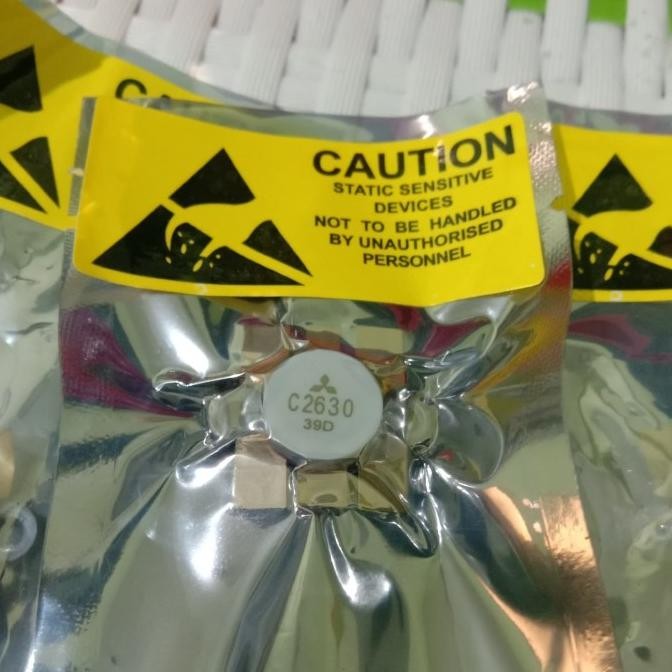 CAUTION
STATIC SENSITIVE
DEVICES
NOT TO BE HANDLED
BY UNAUTHORISED
PERSONNEL
C2630
39D